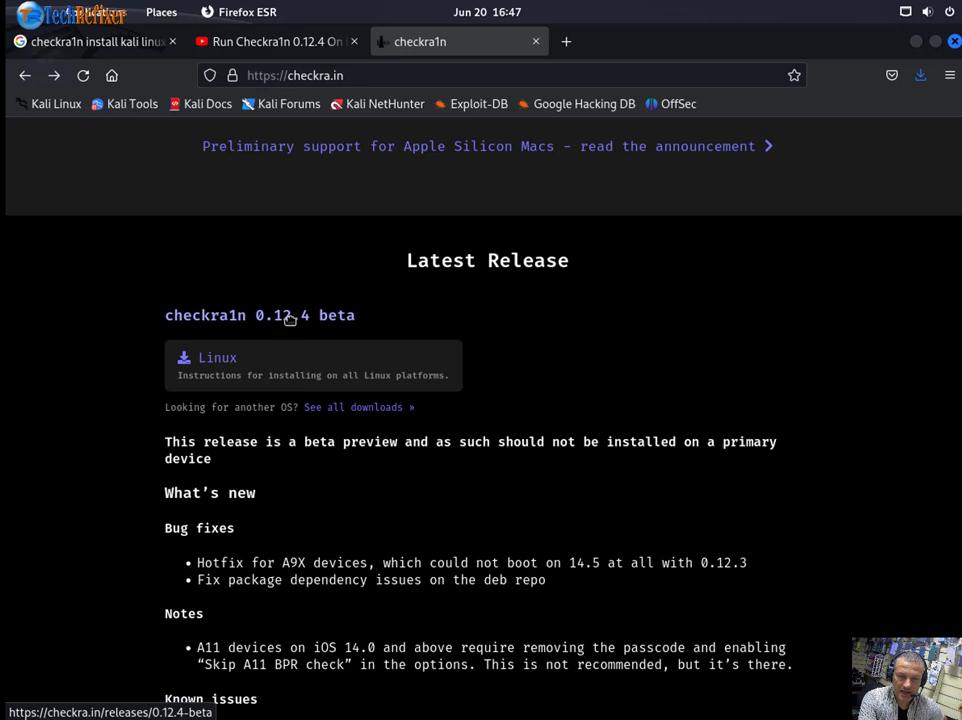 TechRefixer
Applications Places Firefox ESR Jun 20 16:47
checkra1n install kali linu
Run Checkra1n 0.12.4 On
checkra1n
https://checkra.in
Kali Linux Kali Tools Kali Docs Kali Forums Kali NetHunter Exploit-DB Google Hacking DB OffSec
Preliminary support for Apple Silicon Macs - read the announcement
Latest Release
checkra1n 0.12.4 beta
Linux
Instructions for installing on all Linux platforms.
Looking for another OS? See all downloads »
This release is a beta preview and as such should not be installed on a primary
device
What's new
Bug fixes
• Hotfix for A9X devices, which could not boot on 14.5 at all with 0.12.3
• Fix package dependency issues on the deb repo
Notes
• A11 devices on iOS 14.0 and above require removing the passcode and enabling
“Skip A11 BPR check” in the options. This is not recommended, but it's there.
Known issues
https://checkra.in/releases/0.12.4-beta